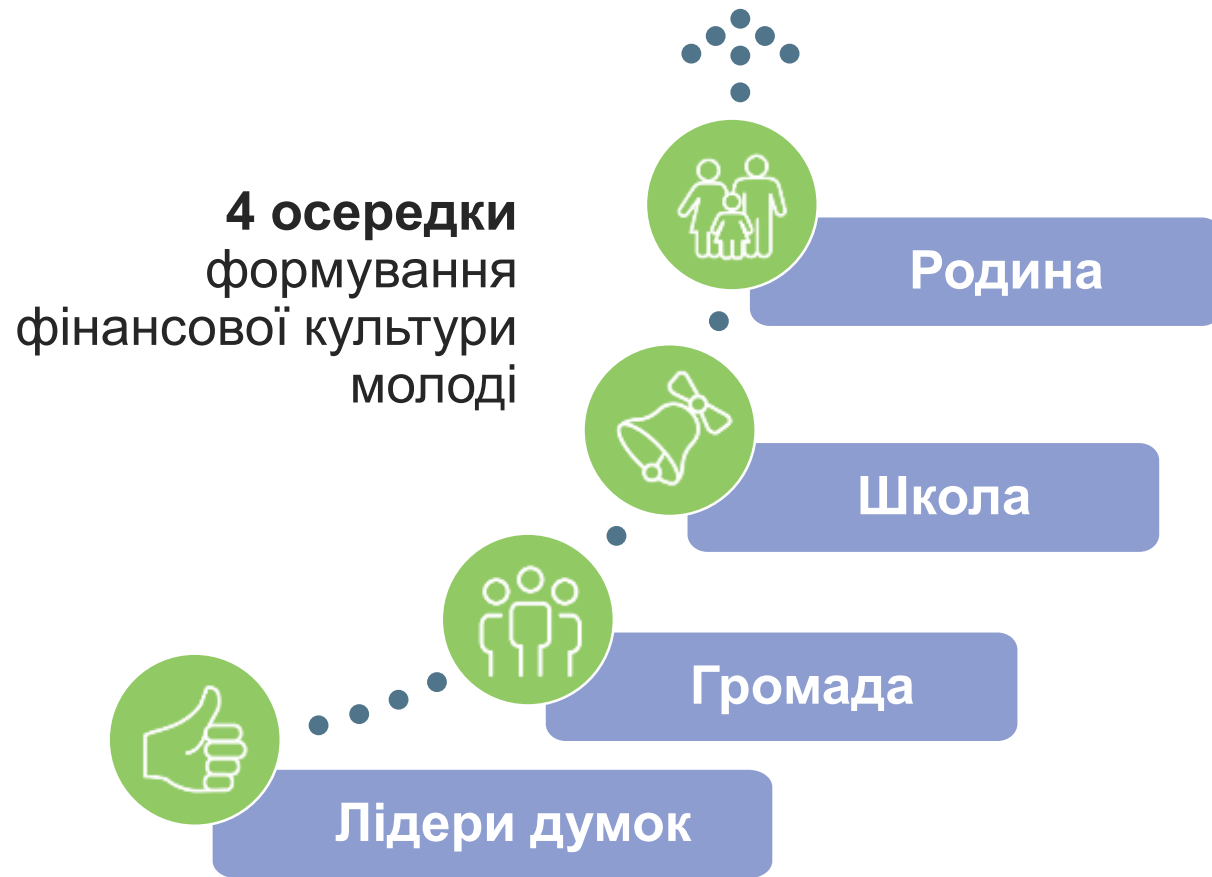 4 осередки
формування
фінансової культури
молоді
Родина
Школа
Громада
Лідери думок